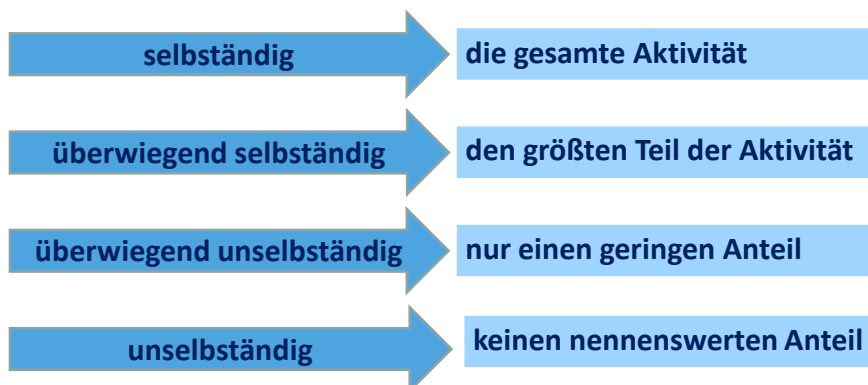 selbständig
die gesamte Aktivität
überwiegend selbständig
den größten Teil der Aktivität
überwiegend unselbständig
nur einen geringen Anteil
unselbständig
keinen nennenswerten Anteil